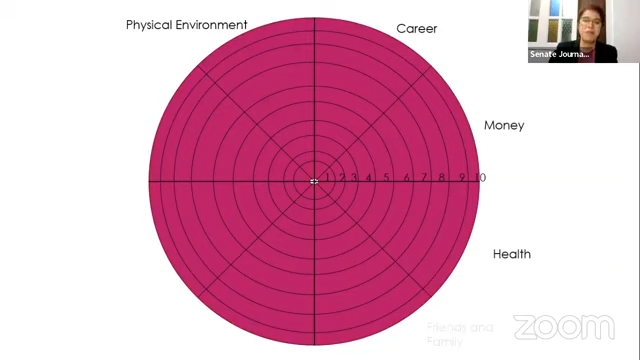 Physical Environment
Career
Senate Journa...
Money
1 2 3 4 5 6 7 8 9 10
Health
Friends and
Family
zoom